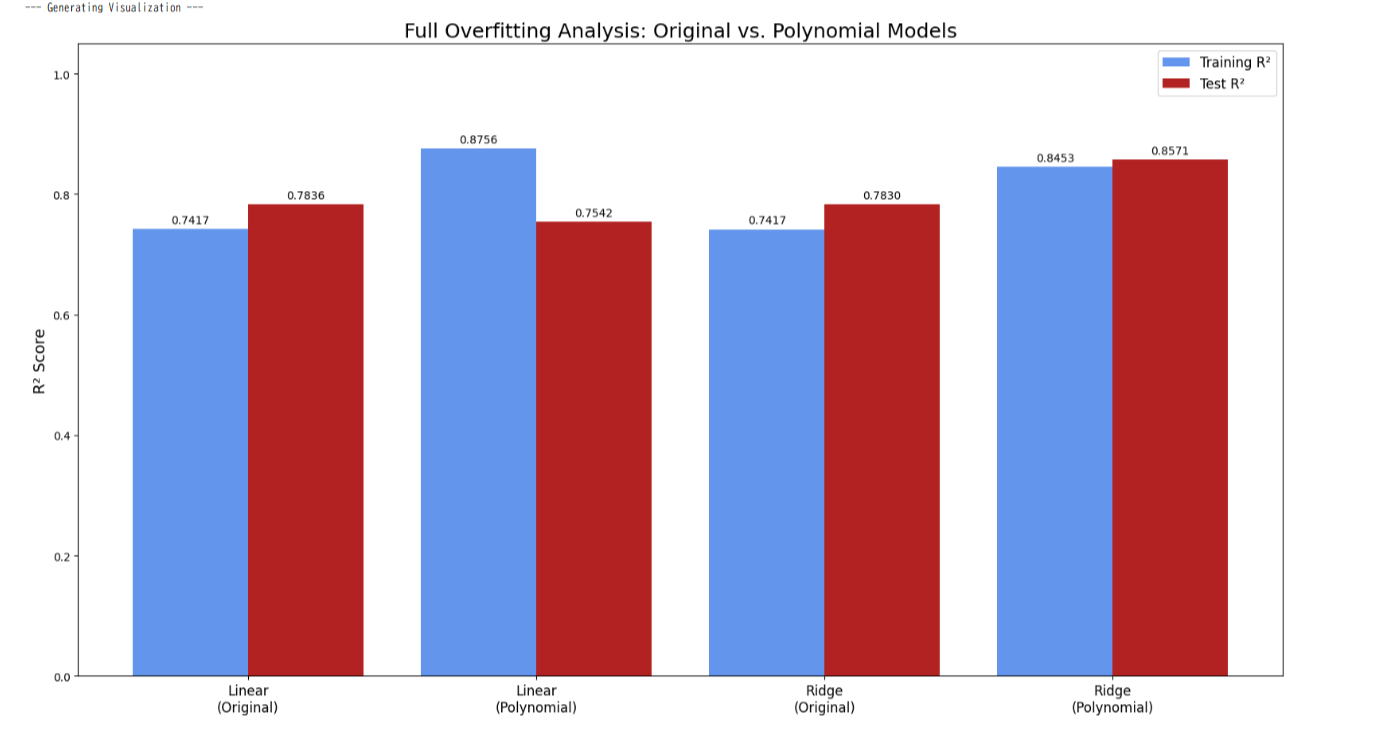 --- Generating Visualization ---
Full Overfitting Analysis: Original vs. Polynomial Models
Training R²
Test R²
R² Score
1.0
0.8
0.6
0.4
0.2
0.0
0.7417
0.7836
0.8756
0.7542
0.7417
0.7830
0.8453
0.8571
Linear
(Original)
Linear
(Polynomial)
Ridge
(Original)
Ridge
(Polynomial)